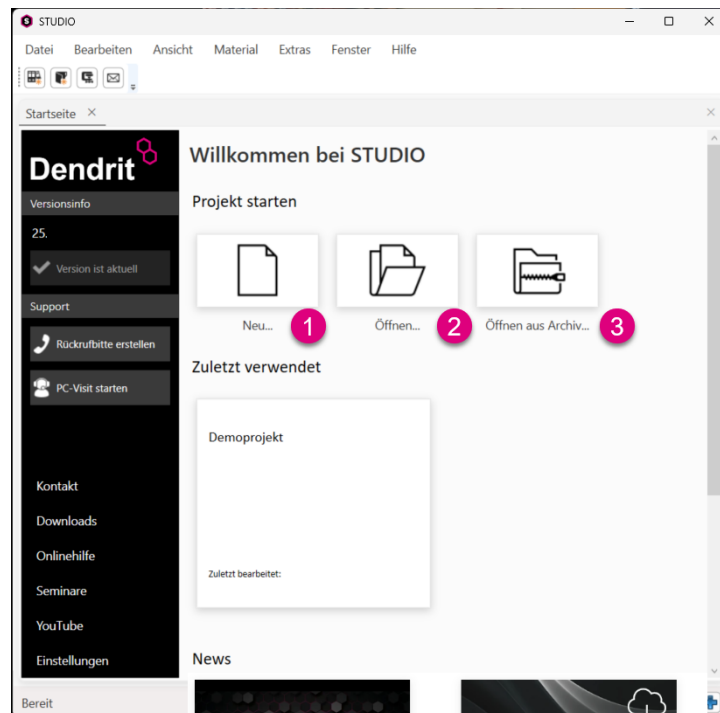 STUDIO
Datei Bearbeiten Ansicht Material Extras Fenster Hilfe
Startseite
Dendrit
Versionsinfo
25.
Version ist aktuell
Support
Rückrufbitte erstellen
PC-Visit starten
Kontakt
Downloads
Onlinehilfe
Seminare
YouTube
Einstellungen
Willkommen bei STUDIO
Projekt starten
Neu... 1 Öffnen... 2 Öffnen aus Archiv... 3
Zuletzt verwendet
Demoprojekt
Zuletzt bearbeitet:
News
Bereit